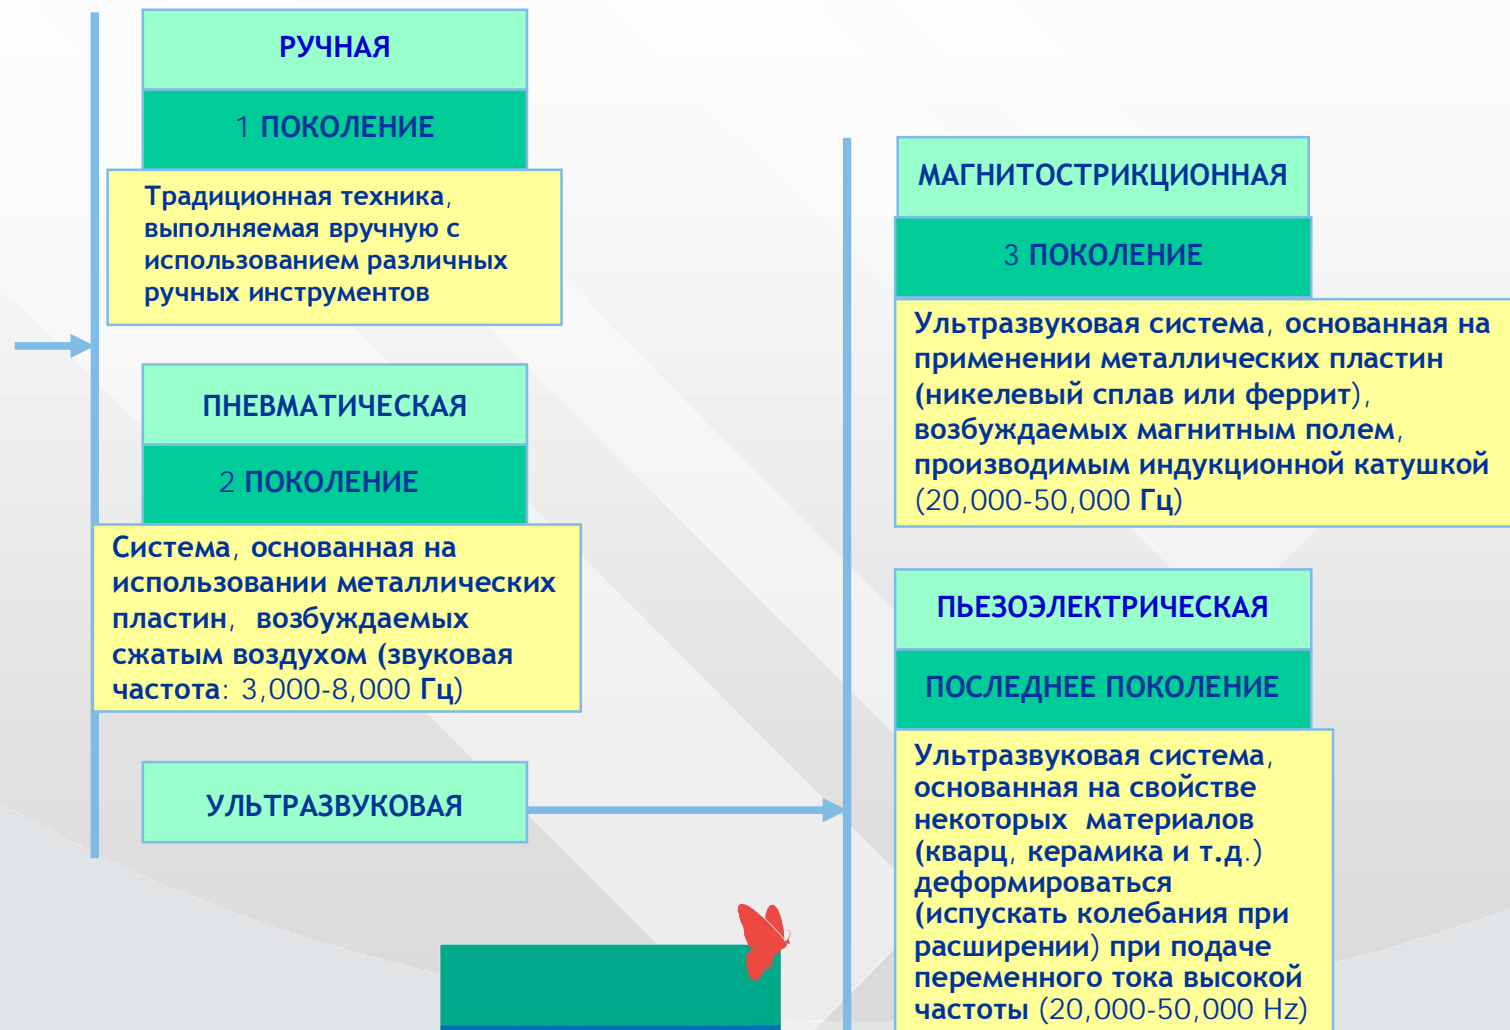 РУЧНАЯ
1 ПОКОЛЕНИЕ
Традиционная техника,
выполняемая вручную с
использованием различных
ручных инструментов
ПНЕВМАТИЧЕСКАЯ
2 ПОКОЛЕНИЕ
Система, основанная на
использовании металлических
пластин, возбуждаемых
сжатым воздухом (звуковая
частота: 3,000-8,000 Гц)
УЛЬТРАЗВУКОВАЯ
МАГНИТОСТРИКЦИОННАЯ
3 ПОКОЛЕНИЕ
Ультразвуковая система, основанная на
применении металлических пластин
(никелевый сплав или феррит),
возбуждаемых магнитным полем,
производимым индукционной катушкой
(20,000-50,000 Гц)
ПЬЕЗОЭЛЕКТРИЧЕСКАЯ
ПОСЛЕДНЕЕ ПОКОЛЕНИЕ
Ультразвуковая система,
основанная на свойстве
некоторых материалов
(кварц, керамика и т.д.)
деформироваться
(испускать колебания при
расширении) при подаче
переменного тока высокой
частоты (20,000-50,000 Hz)